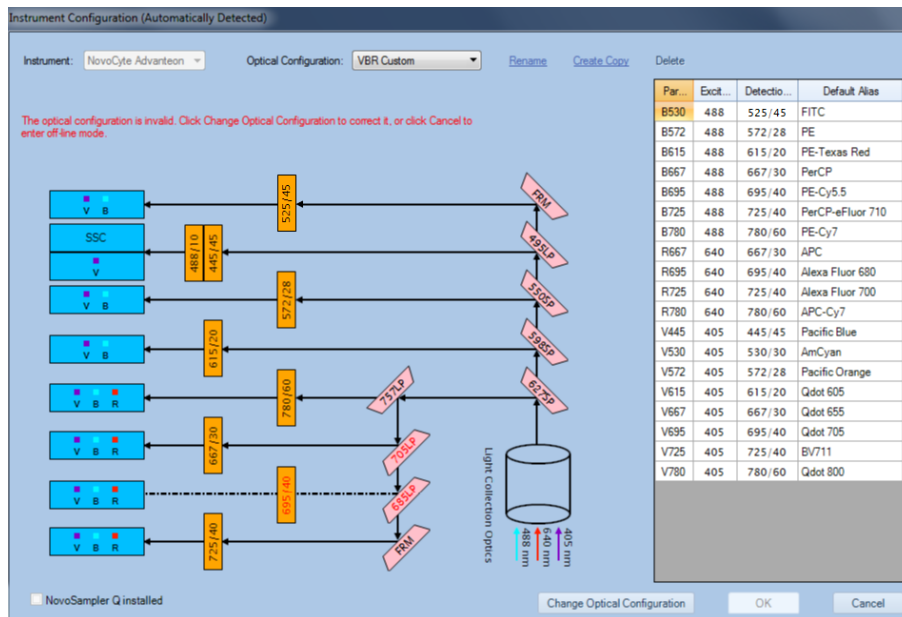 Instrument Configuration (Automatically Detected)
Instrument: NovoCyte Advanteon Optical Configuration: VBR Custom Rename Create Copy Delete
The optical configuration is invalid. Click Change Optical Configuration to correct it, or click Cancel to
enter off-line mode.
Par... Excit... Detectio... Default Alias
B530 488 525/45 FITC
B572 488 572/28 PE
B615 488 615/20 PE-Texas Red
B667 488 667/30 PerCP
B695 488 695/40 PE-Cy5.5
B725 488 725/40 PerCP-eFluor 710
B780 488 780/60 PE-Cy7
R667 640 667/30 APC
R695 640 695/40 Alexa Fluor 680
R725 640 725/40 Alexa Fluor 700
R780 640 780/60 APC-Cy7
V445 405 445/45 Pacific Blue
V530 405 530/30 AmCyan
V572 405 572/28 Pacific Orange
V615 405 615/20 Qdot 605
V667 405 667/30 Qdot 655
V695 405 695/40 Qdot 705
V725 405 725/40 BV711
V780 405 780/60 Qdot 800
V B
525/45
FRM
SSC
V
488/10
445/45
495LP
V B
572/28
550SP
V B
615/20
598SP
V B R
780/60
757LP
627SP
V B R
667/30
705LP
V B R
695/40
685LP
V B R
725/40
FRM
Light Collection Optics
488 nm
640 nm
405 nm
NovoSampler Q installed
Change Optical Configuration OK Cancel